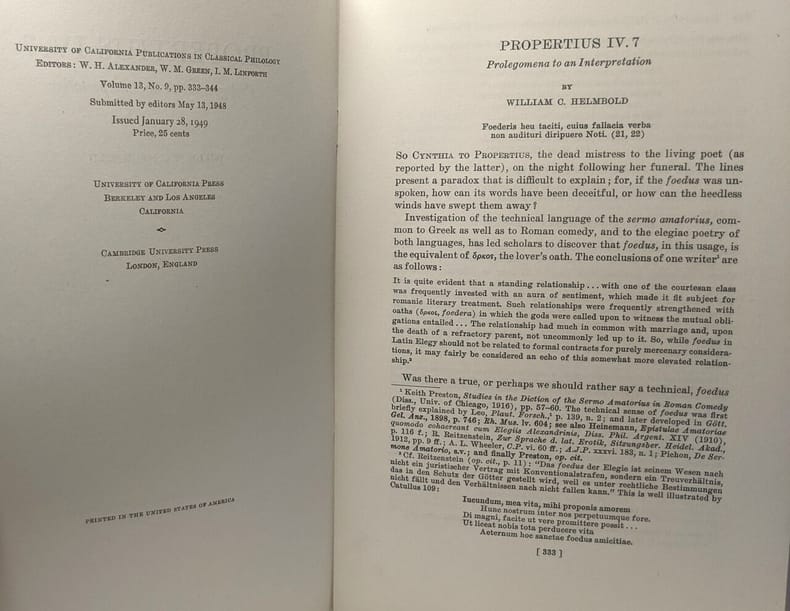 UNIVERSITY OF CALIFORNIA PUBLICATIONS IN CLASSICAL PHILOLOGY
EDITORS: W. H. ALEXANDER, W. M. GREEN, I. M. LINFORTH
Volume 13, No. 9, pp. 333–344
Submitted by editors May 13, 1948
Issued January 28, 1949
Price, 25 cents
UNIVERSITY OF CALIFORNIA PRESS
BERKELEY AND LOS ANGELES
CALIFORNIA
CAMBRIDGE UNIVERSITY PRESS
LONDON, ENGLAND
PRINTED IN THE UNITED STATES OF AMERICA
PROPERTIUS IV. 7
Prolegomena to an Interpretation
BY
WILLIAM C. HELMBOLD
Foederis heu taciti, cuius fallacia verba
non audituri diripuere Noti. (21, 22)
SO CYNTHIA TO PROPERTIUS, the dead mistress to the living poet (as
reported by the latter), on the night following her funeral. The lines
present a paradox that is difficult to explain; for, if the foedus was un-
spoken, how can its words have been deceitful, or how can the heedless
winds have swept them away?
Investigation of the technical language of the sermo amatorius, com-
mon to Greek as well as to Roman comedy, and to the elegiac poetry of
both languages, has led scholars to discover that foedus, in this usage, is
the equivalent of ὅρκος, the lover's oath. The conclusions of one writer¹ are
as follows:
It is quite evident that a standing relationship . . . with one of the courtesan class
was frequently invested with an aura of sentiment, which made it fit subject for
romantic literary treatment. Such relationships were frequently strengthened with
oaths (ὅρκοι, foedera) in which the gods were called upon to witness the mutual obli-
gations entailed . . . The relationship had much in common with marriage and, upon
the death of a refractory parent, not uncommonly led up to it. So, while foedus in
Latin Elegy should not be related to formal contracts for purely mercenary considera-
tions, it may fairly be considered an echo of this somewhat more elevated relation-
ship.²
Was there a true, or perhaps we should rather say a technical, foedus
¹ Keith Preston, Studies in the Diction of the Sermo Amatorius in Roman Comedy
(Diss., Univ. of Chicago, 1916), pp. 57–60. The technical sense of foedus was first
briefly explained by Leo, Plaut. Forsch.,² p. 139, n. 2; and later developed in Gött.
Gel. Anz., 1898, p. 746; Rh. Mus. lv. 604; see also Heinemann, Epistulae Amatoriae
quomodo cohaereant cum Elegiis Alexandrinis, Diss. Phil. Argent. XIV (1910),
p. 116 f.; R. Reitzenstein, Zur Sprache d. lat. Erotik, Sitzungsber. Heidel. Akad.,
1912, pp. 9 ff.; A. L. Wheeler, C.P. vi. 60 ff.; A.J.P. xxxvi. 183, n. 1; Pichon, De Ser-
mone Amatorio, s.v.; and finally Preston, op. cit.
² Cf. Reitzenstein (op. cit., p. 11): "Das foedus der Elegie ist seinem Wesen nach
nicht ein juristischer Vertrag mit Konventionalstrafen, sondern ein Treuverhältnis,
das in den Schutz der Götter gestellt wird, weil es unter rechtliche Bestimmungen
nicht fällt und den Verhältnissen nach nicht fallen kann." This is well illustrated by
Catullus 109:
Iucundum, mea vita, mihi proponis amorem
Hunc nostrum inter nos perpetuumque fore.
Di magni, facite ut vere promittere possit . . .
Ut liceat nobis tota perducere vita
Aeternum hoc sanctae foedus amicitiae.
[ 333 ]